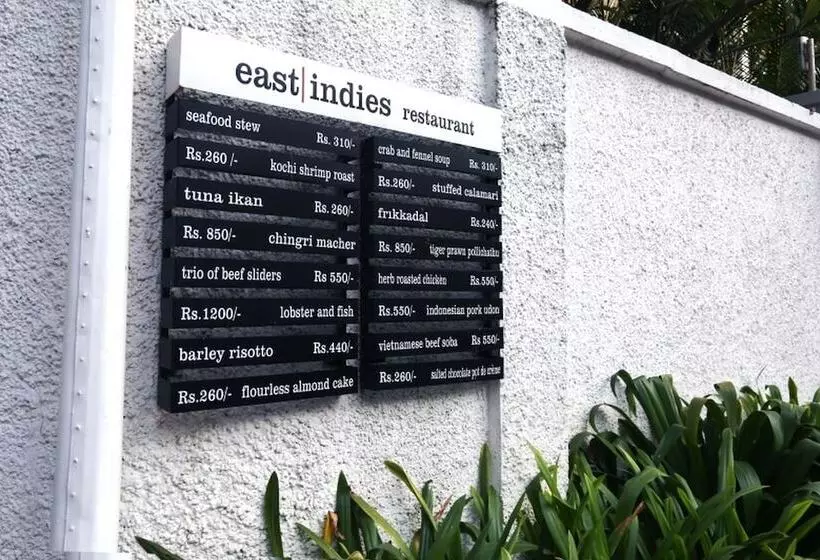 east|indies restaurant
seafood stew Rs. 310/-
Rs.260 /- kochi shrimp roast
tuna ikan Rs. 260/-
Rs. 850/- chingri macher
trio of beef sliders Rs 550/-
Rs.1200/- lobster and fish
barley risotto Rs.440/-
Rs.260/- flourless almond cake
crab and fennel soup Rs. 310/-
Rs.260/- stuffed calamari
frikkadal Rs.240/-
Rs. 850/- tiger prawn pollichathu
herb roasted chicken Rs.550/-
Rs.550/- indonesian pork udon
vietnamese beef soba Rs 550/-
Rs.260/- salted chocolate pot de crème